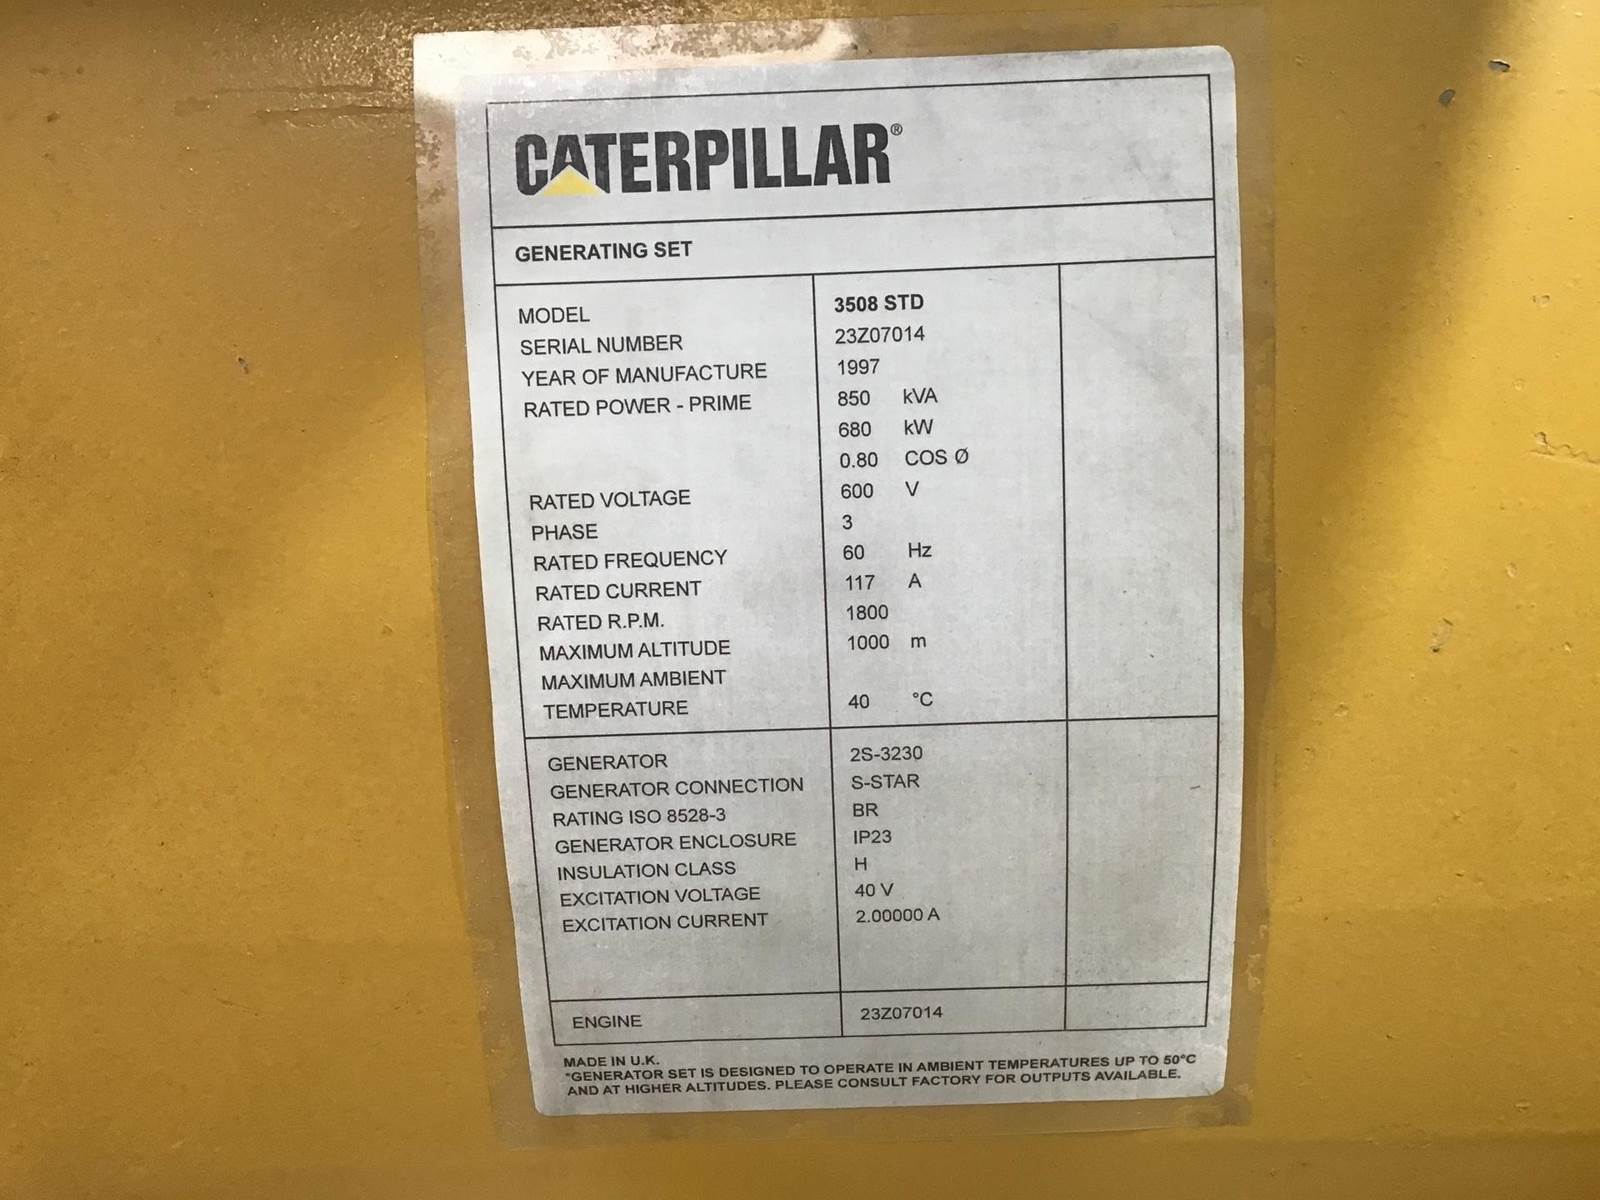 CATERPILLAR®
GENERATING SET
MODEL 3508 STD
SERIAL NUMBER 23Z07014
YEAR OF MANUFACTURE 1997
RATED POWER - PRIME 850 kVA
680 kW
0.80 COS Ø
RATED VOLTAGE 600 V
PHASE 3
RATED FREQUENCY 60 Hz
RATED CURRENT 117 A
RATED R.P.M. 1800
MAXIMUM ALTITUDE 1000 m
MAXIMUM AMBIENT
TEMPERATURE 40 °C
GENERATOR 2S-3230
GENERATOR CONNECTION S-STAR
RATING ISO 8528-3 BR
GENERATOR ENCLOSURE IP23
INSULATION CLASS H
EXCITATION VOLTAGE 40 V
EXCITATION CURRENT 2.00000 A
ENGINE 23Z07014
MADE IN U.K.
*GENERATOR SET IS DESIGNED TO OPERATE IN AMBIENT TEMPERATURES UP TO 50°C
AND AT HIGHER ALTITUDES. PLEASE CONSULT FACTORY FOR OUTPUTS AVAILABLE.